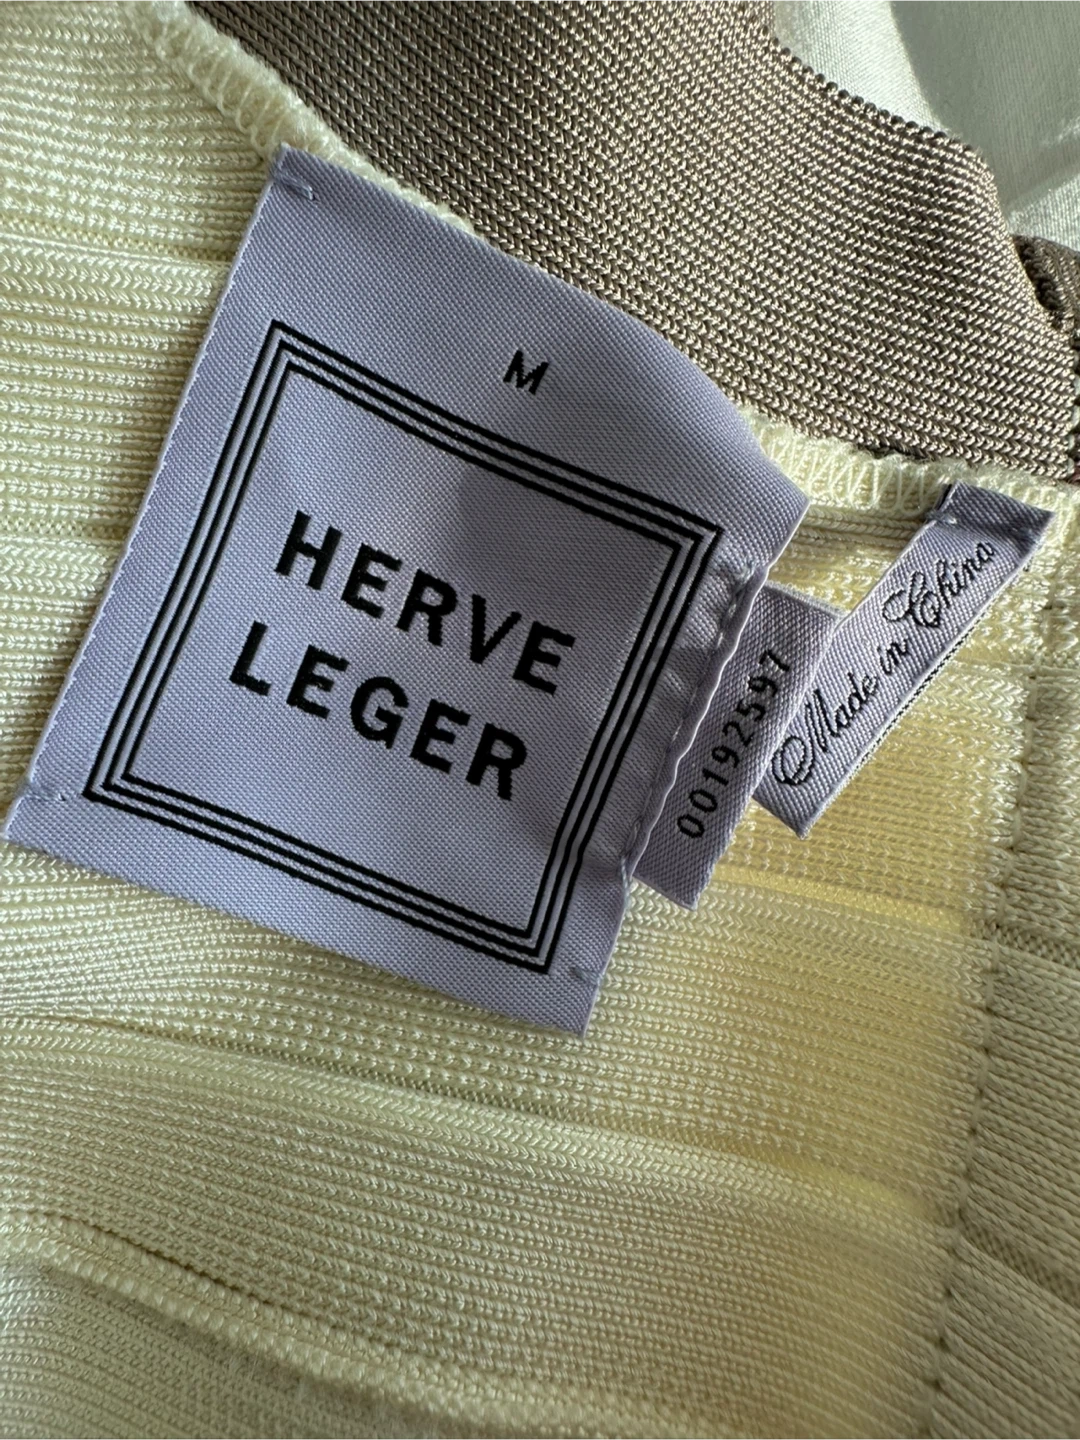 M
HERVE
LEGER
00192597
Made in China